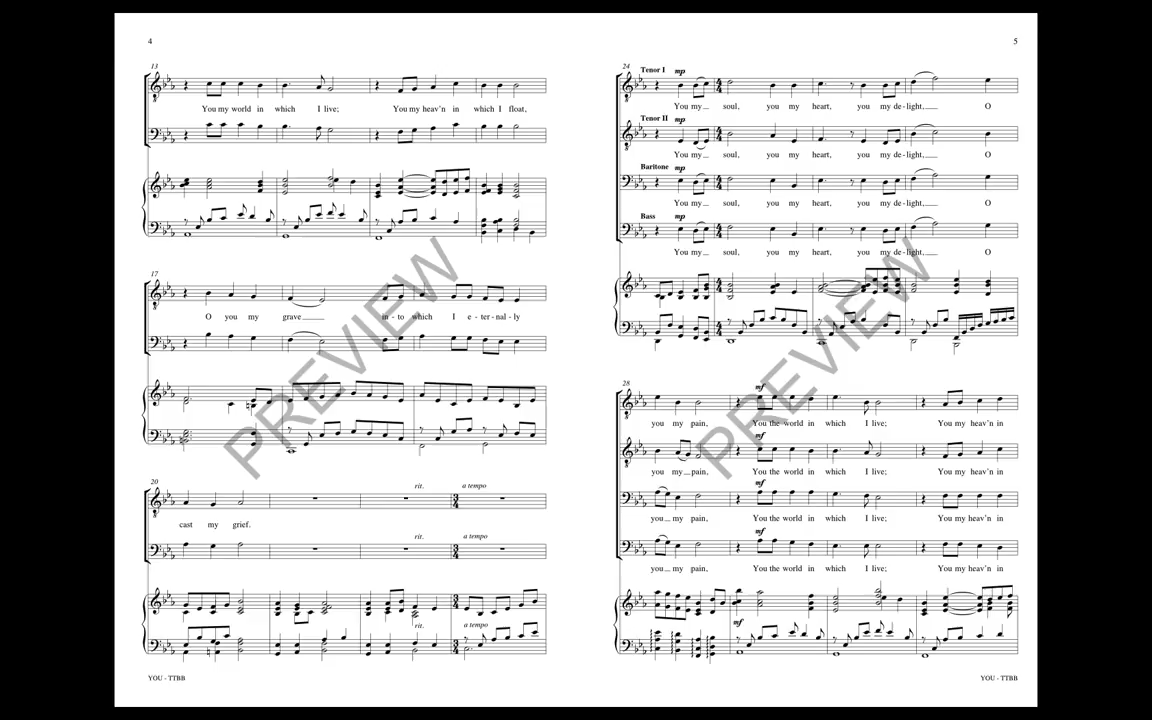 4
13
You my world in which I live; You my heav'n in which I float,
17
O you my grave in - to which I e - ter - nal - ly
20
rit. a tempo
cast my grief.
rit. a tempo
rit. a tempo
YOU - TTBB
5
24
Tenor I mp
You my soul, you my heart, you my de - light, O
Tenor II mp
You my soul, you my heart, you my de - light, O
Baritone mp
You my soul, you my heart, you my de - light, O
Bass mp
You my soul, you my heart, you my de - light, O
28
mf
you my pain, You the world in which I live; You my heav'n in
mf
you my pain, You the world in which I live; You my heav'n in
mf
you my pain, You the world in which I live; You my heav'n in
mf
you my pain, You the world in which I live; You my heav'n in
mf
YOU - TTBB
PREVIEW
PREVIEW